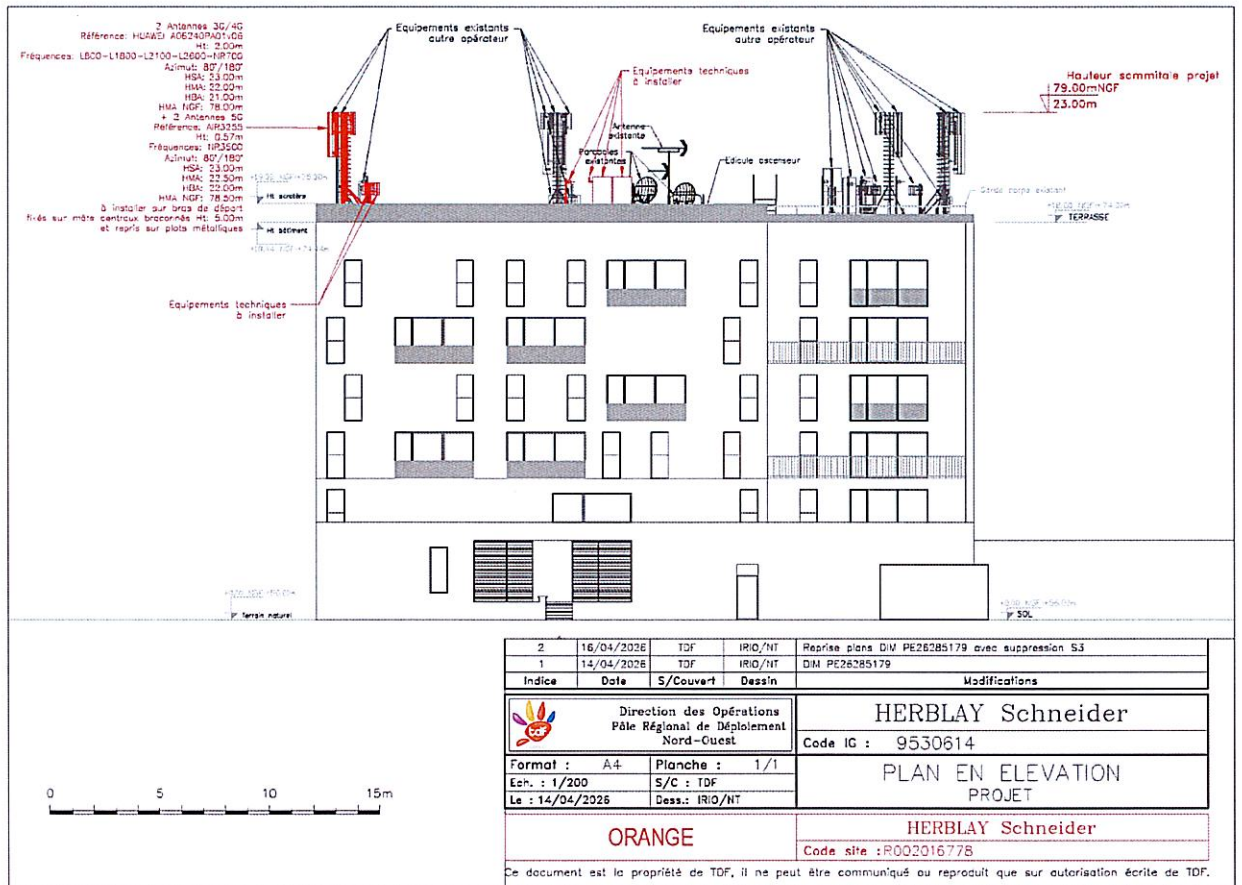 2 Antennes 3G/4G
Référence: HUAWEI A06240PA01v06
Ht: 2.00m
Fréquences: L800-L1800-L2100-L2600-NR700
Azimut: 80°/180°
HSA: 23.00m
HMA: 22.00m
HBA: 21.00m
HMA NGF: 78.00m
+ 2 Antennes 5G
Référence: AIR3255
Ht: 0.57m
Fréquences: NR3500
Azimut: 80°/180°
HSA: 23.00m
HMA: 22.50m
HBA: 22.00m
HMA NGF: 78.50m
à installer sur bras de départ
fixés sur mâts centraux braconnés Ht: 5.00m
et repris sur plots métalliques
Equipements existants
autre opérateur
Equipements techniques
à installer
Equipements existants
autre opérateur
Hauteur sommitale projet
79.00mNGF
23.00m
Antenne
existante
Paraboles
existantes
Edicule ascenseur
Garde corps existant
Ht acrotère
TERRASSE
Ht bâtiment
Equipements techniques
à installer
Terrain naturel
SOL
2 16/04/2026 TDF IRIO/NT Reprise plans DIM PE26285179 avec suppression S3
1 14/04/2026 TDF IRIO/NT DIM PE26285179
Indice Date S/Couvert Dessin Modifications
Direction des Opérations
Pôle Régional de Déploiement
Nord-Ouest
HERBLAY Schneider
Code IG : 9530614
Format : A4 Planche : 1/1
Ech. : 1/200 S/C : TDF
Le : 14/04/2026 Dess.: IRIO/NT
PLAN EN ELEVATION
PROJET
0 5 10 15m
ORANGE
HERBLAY Schneider
Code site :R002016778
Ce document est la propriété de TDF, il ne peut être communiqué ou reproduit que sur autorisation écrite de TDF.